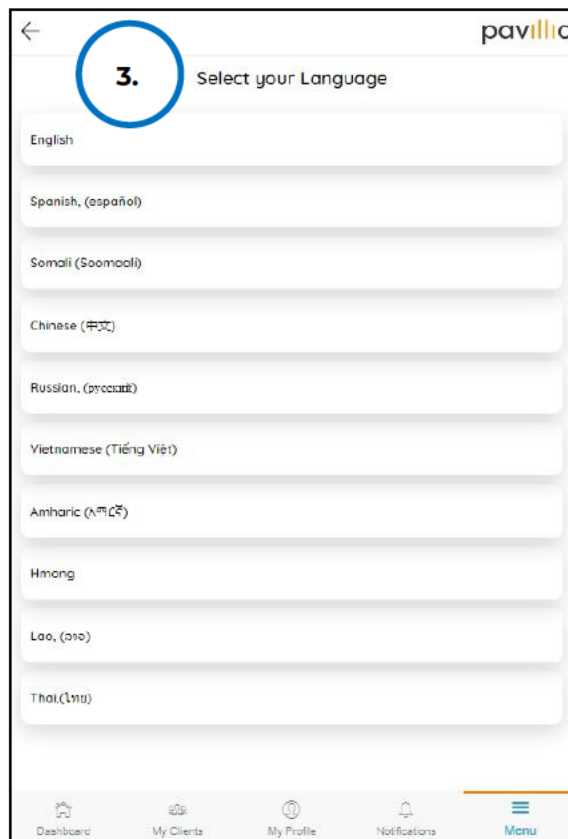 pavillio
3.
Select your Language
English
Spanish, (español)
Somali (Soomaali)
Chinese (中文)
Russian, (русский)
Vietnamese (Tiếng Việt)
Amharic (አማርኛ)
Hmong
Lao, (ລາວ)
Thai,(ไทย)
Dashboard
My Clients
My Profile
Notifications
Menu